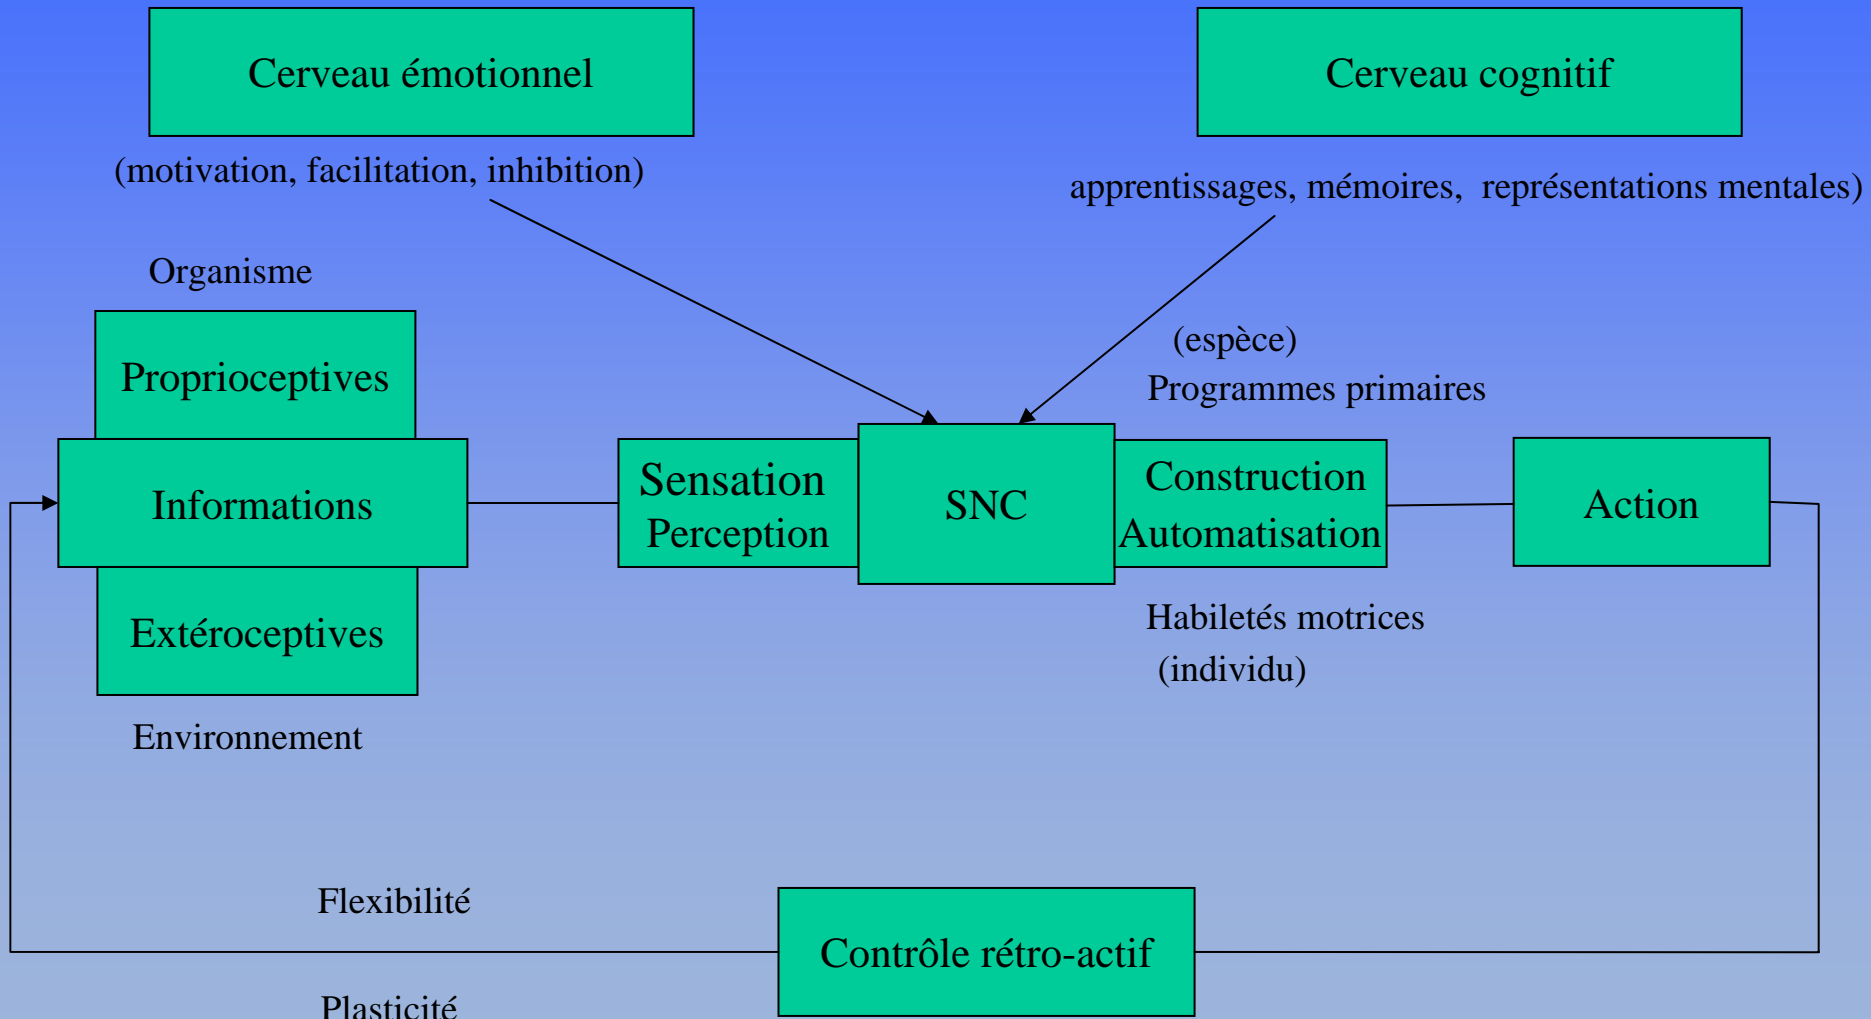 Cerveau émotionnel
Cerveau cognitif
(motivation, facilitation, inhibition)
apprentissages, mémoires, représentations mentales)
Organisme
Proprioceptives
Informations
Extéroceptives
Environnement
Sensation
Perception
SNC
(espèce)
Programmes primaires
Construction
Automatisation
Habiletés motrices
(individu)
Action
Flexibilité
Contrôle rétro-actif
Plasticité